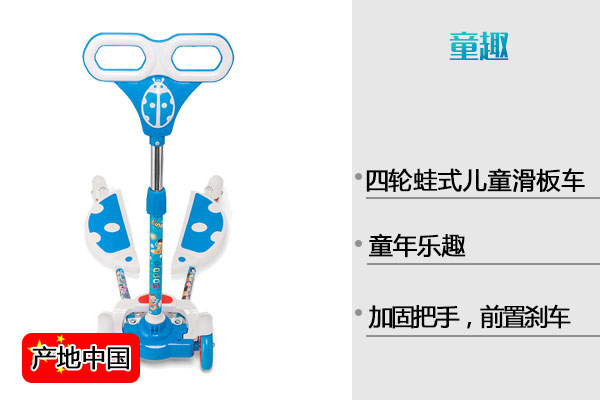 童趣
四轮蛙式儿童滑板车
童年乐趣
加固把手，前置刹车
产地中国